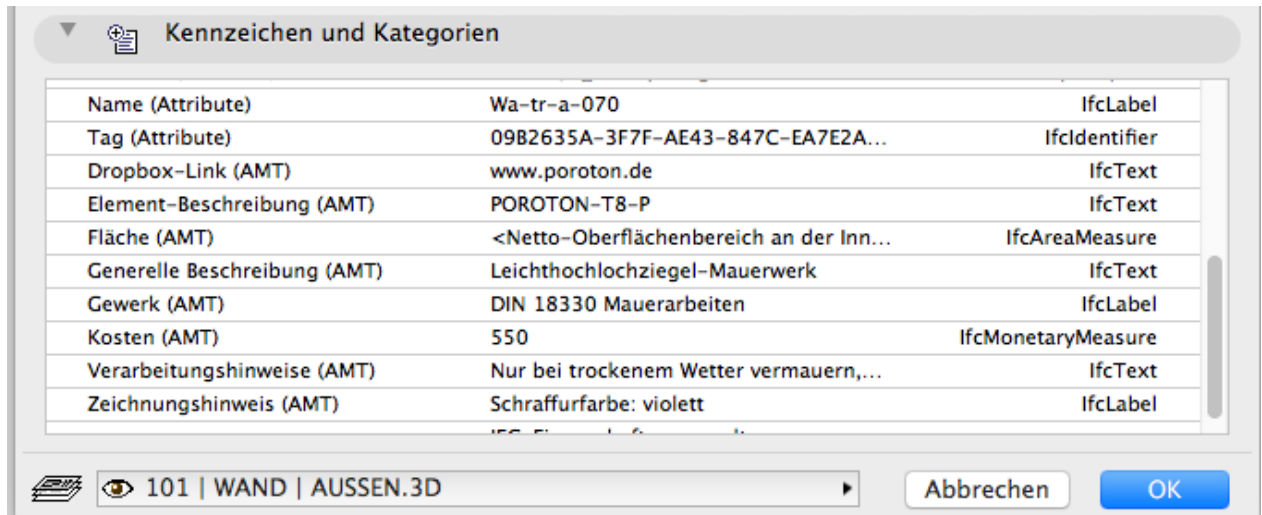 Kennzeichen und Kategorien
Name (Attribute) Wa-tr-a-070 IfcLabel
Tag (Attribute) 09B2635A-3F7F-AE43-847C-EA7E2A... IfcIdentifier
Dropbox-Link (AMT) www.poroton.de IfcText
Element-Beschreibung (AMT) POROTON-T8-P IfcText
Fläche (AMT) <Netto-Oberflächenbereich an der Inn... IfcAreaMeasure
Generelle Beschreibung (AMT) Leichthochlochziegel-Mauerwerk IfcText
Gewerk (AMT) DIN 18330 Mauerarbeiten IfcLabel
Kosten (AMT) 550 IfcMonetaryMeasure
Verarbeitungshinweise (AMT) Nur bei trockenem Wetter vermauern,... IfcText
Zeichnungshinweis (AMT) Schraffurfarbe: violett IfcLabel
101 | WAND | AUSSEN.3D Abbrechen OK